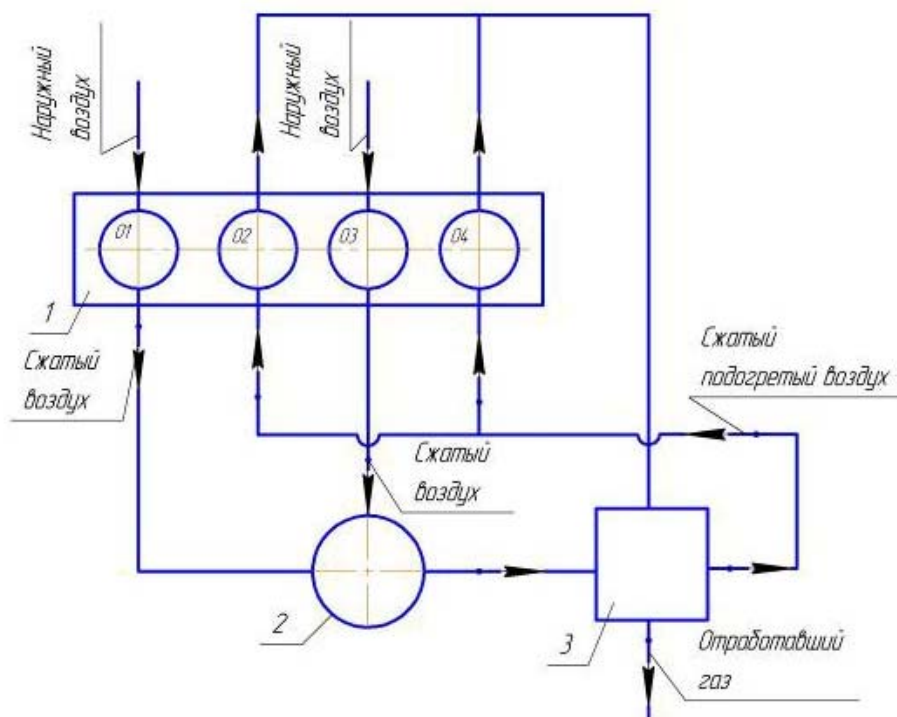 Наружный
воздух
Наружный
воздух
01
02
03
04
1
Сжатый
воздух
Сжатый
подогретый воздух
Сжатый
воздух
2
3
Отработавший
газ